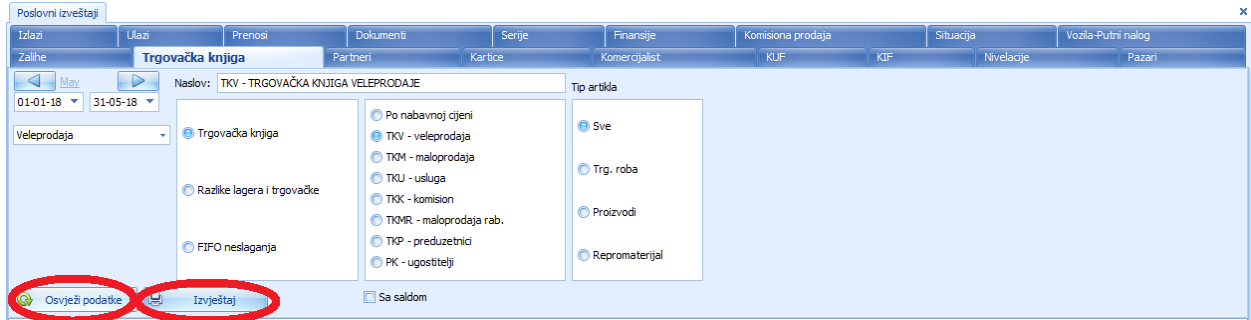 Poslovni izveštaji
Izlazi Ulazi Prenosi Dokumenti Serije Finansije Komisiona prodaja Situacija Vozila-Putni nalog
Zalihe Trgovačka knjiga Partneri Kartice Komercijalist KUF KIF Nivelacije Pazari
May
01-01-18 31-05-18
Veleprodaja
Naslov: TKV - TRGOVAČKA KNJIGA VELEPRODAJE
Trgovačka knjiga
Razlike lagera i trgovačke
FIFO neslaganja
Po nabavnoj cijeni
TKV - veleprodaja
TKM - maloprodaja
TKU - usluga
TKK - komision
TKMR - maloprodaja rab.
TKP - preduzetnici
PK - ugostitelji
Tip artikla
Sve
Trg. roba
Proizvodi
Repromaterijal
Osvježi podatke Izvještaj Sa saldom